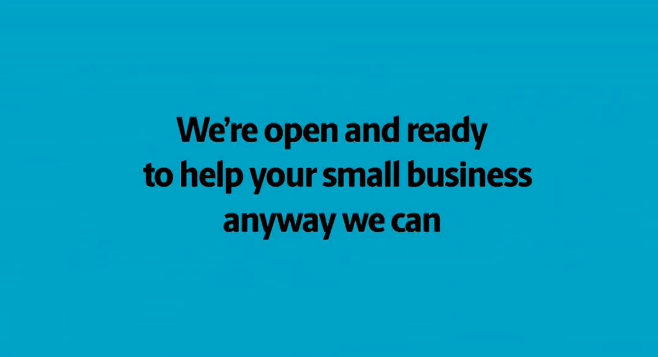 We’re open and ready
to help your small business
anyway we can